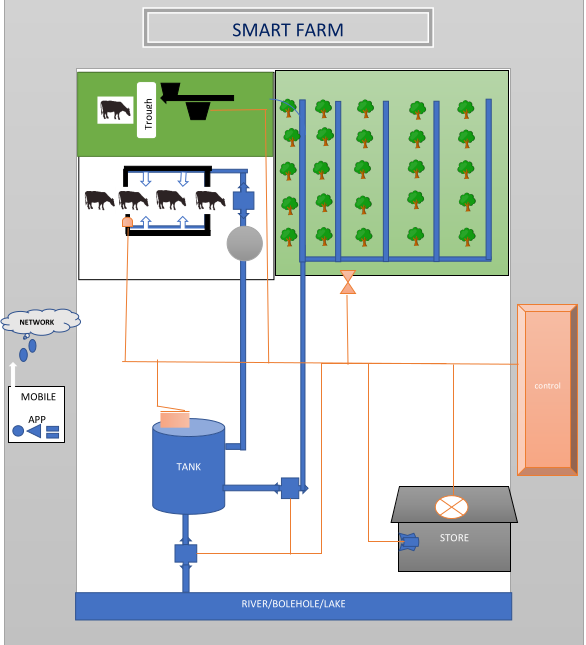 SMART FARM
Trough
NETWORK
MOBILE
APP
control
TANK
STORE
RIVER/BOLEHOLE/LAKE